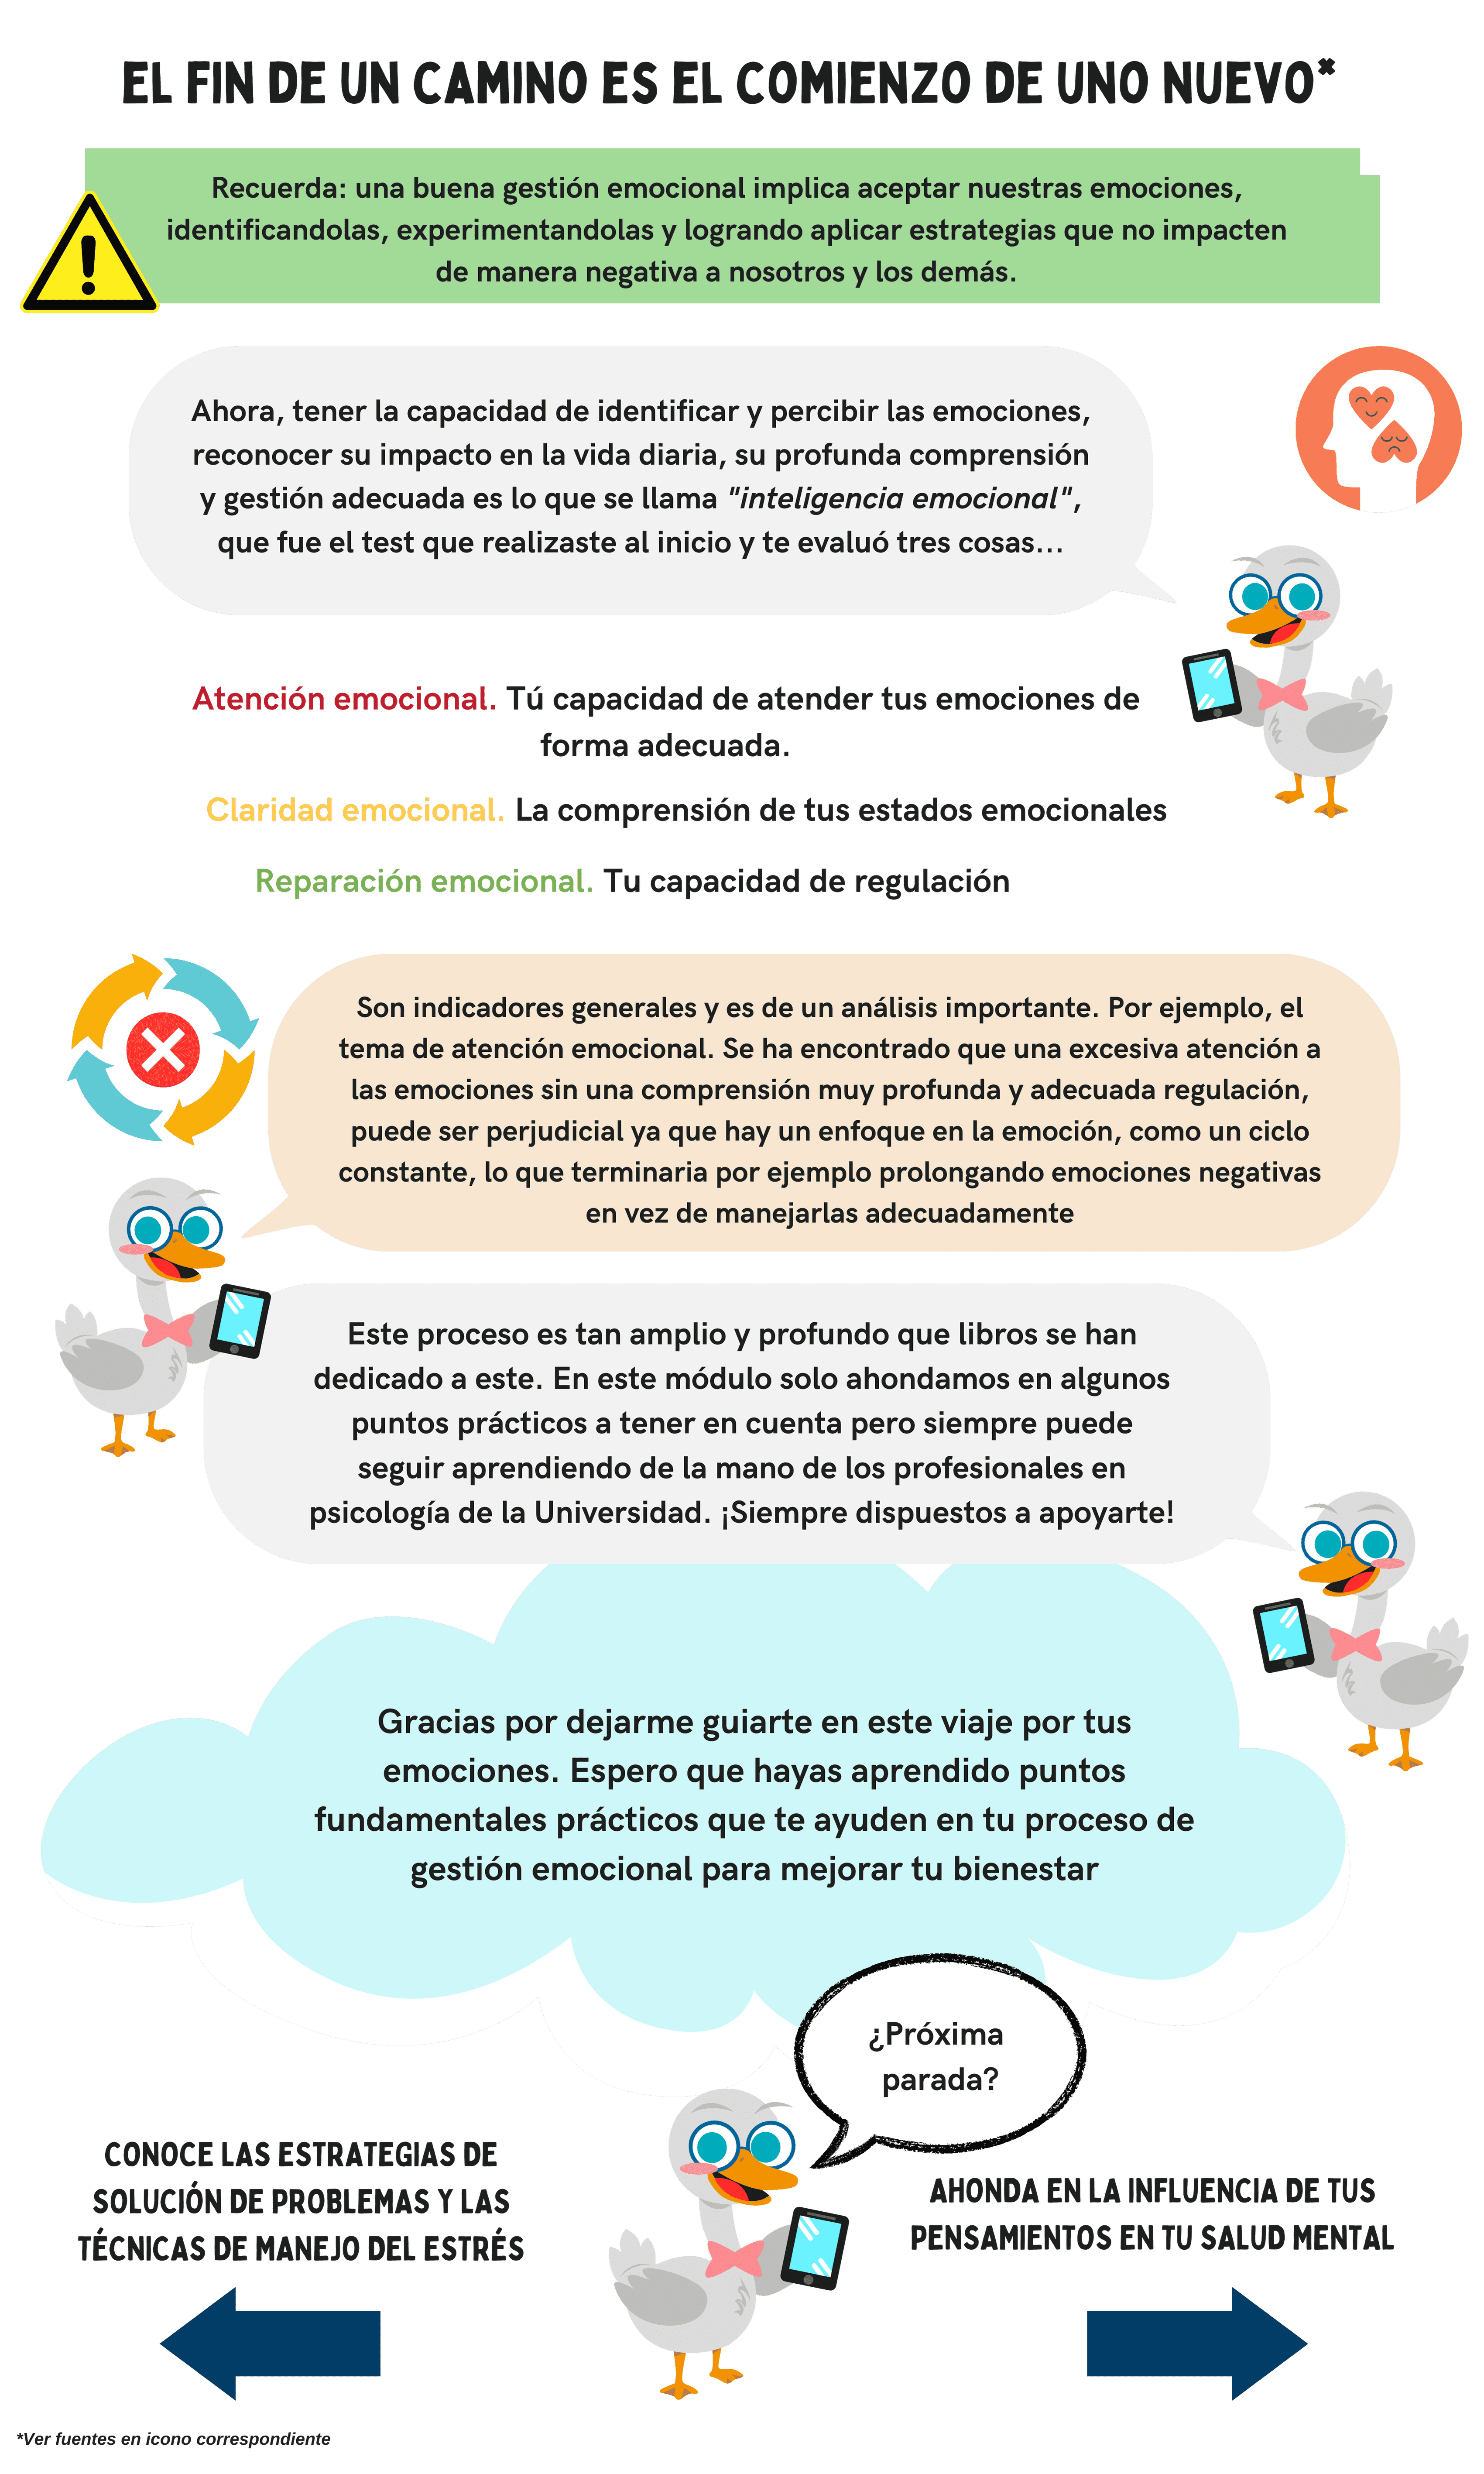 EL FIN DE UN CAMINO ES EL COMIENZO DE UNO NUEVO*
Recuerda: una buena gestión emocional implica aceptar nuestras emociones,
identificandolas, experimentandolas y logrando aplicar estrategias que no impacten
de manera negativa a nosotros y los demás.
Ahora, tener la capacidad de identificar y percibir las emociones,
reconocer su impacto en la vida diaria, su profunda comprensión
y gestión adecuada es lo que se llama "inteligencia emocional",
que fue el test que realizaste al inicio y te evaluó tres cosas...
Atención emocional. Tú capacidad de atender tus emociones de
forma adecuada.
Claridad emocional. La comprensión de tus estados emocionales
Reparación emocional. Tu capacidad de regulación
Son indicadores generales y es de un análisis importante. Por ejemplo, el
tema de atención emocional. Se ha encontrado que una excesiva atención a
las emociones sin una comprensión muy profunda y adecuada regulación,
puede ser perjudicial ya que hay un enfoque en la emoción, como un ciclo
constante, lo que terminaria por ejemplo prolongando emociones negativas
en vez de manejarlas adecuadamente
Este proceso es tan amplio y profundo que libros se han
dedicado a este. En este módulo solo ahondamos en algunos
puntos prácticos a tener en cuenta pero siempre puede
seguir aprendiendo de la mano de los profesionales en
psicología de la Universidad. ¡Siempre dispuestos a apoyarte!
Gracias por dejarme guiarte en este viaje por tus
emociones. Espero que hayas aprendido puntos
fundamentales prácticos que te ayuden en tu proceso de
gestión emocional para mejorar tu bienestar
¿Próxima
parada?
CONOCE LAS ESTRATEGIAS DE
SOLUCIÓN DE PROBLEMAS Y LAS
TÉCNICAS DE MANEJO DEL ESTRÉS
AHONDA EN LA INFLUENCIA DE TUS
PENSAMIENTOS EN TU SALUD MENTAL
*Ver fuentes en icono correspondiente